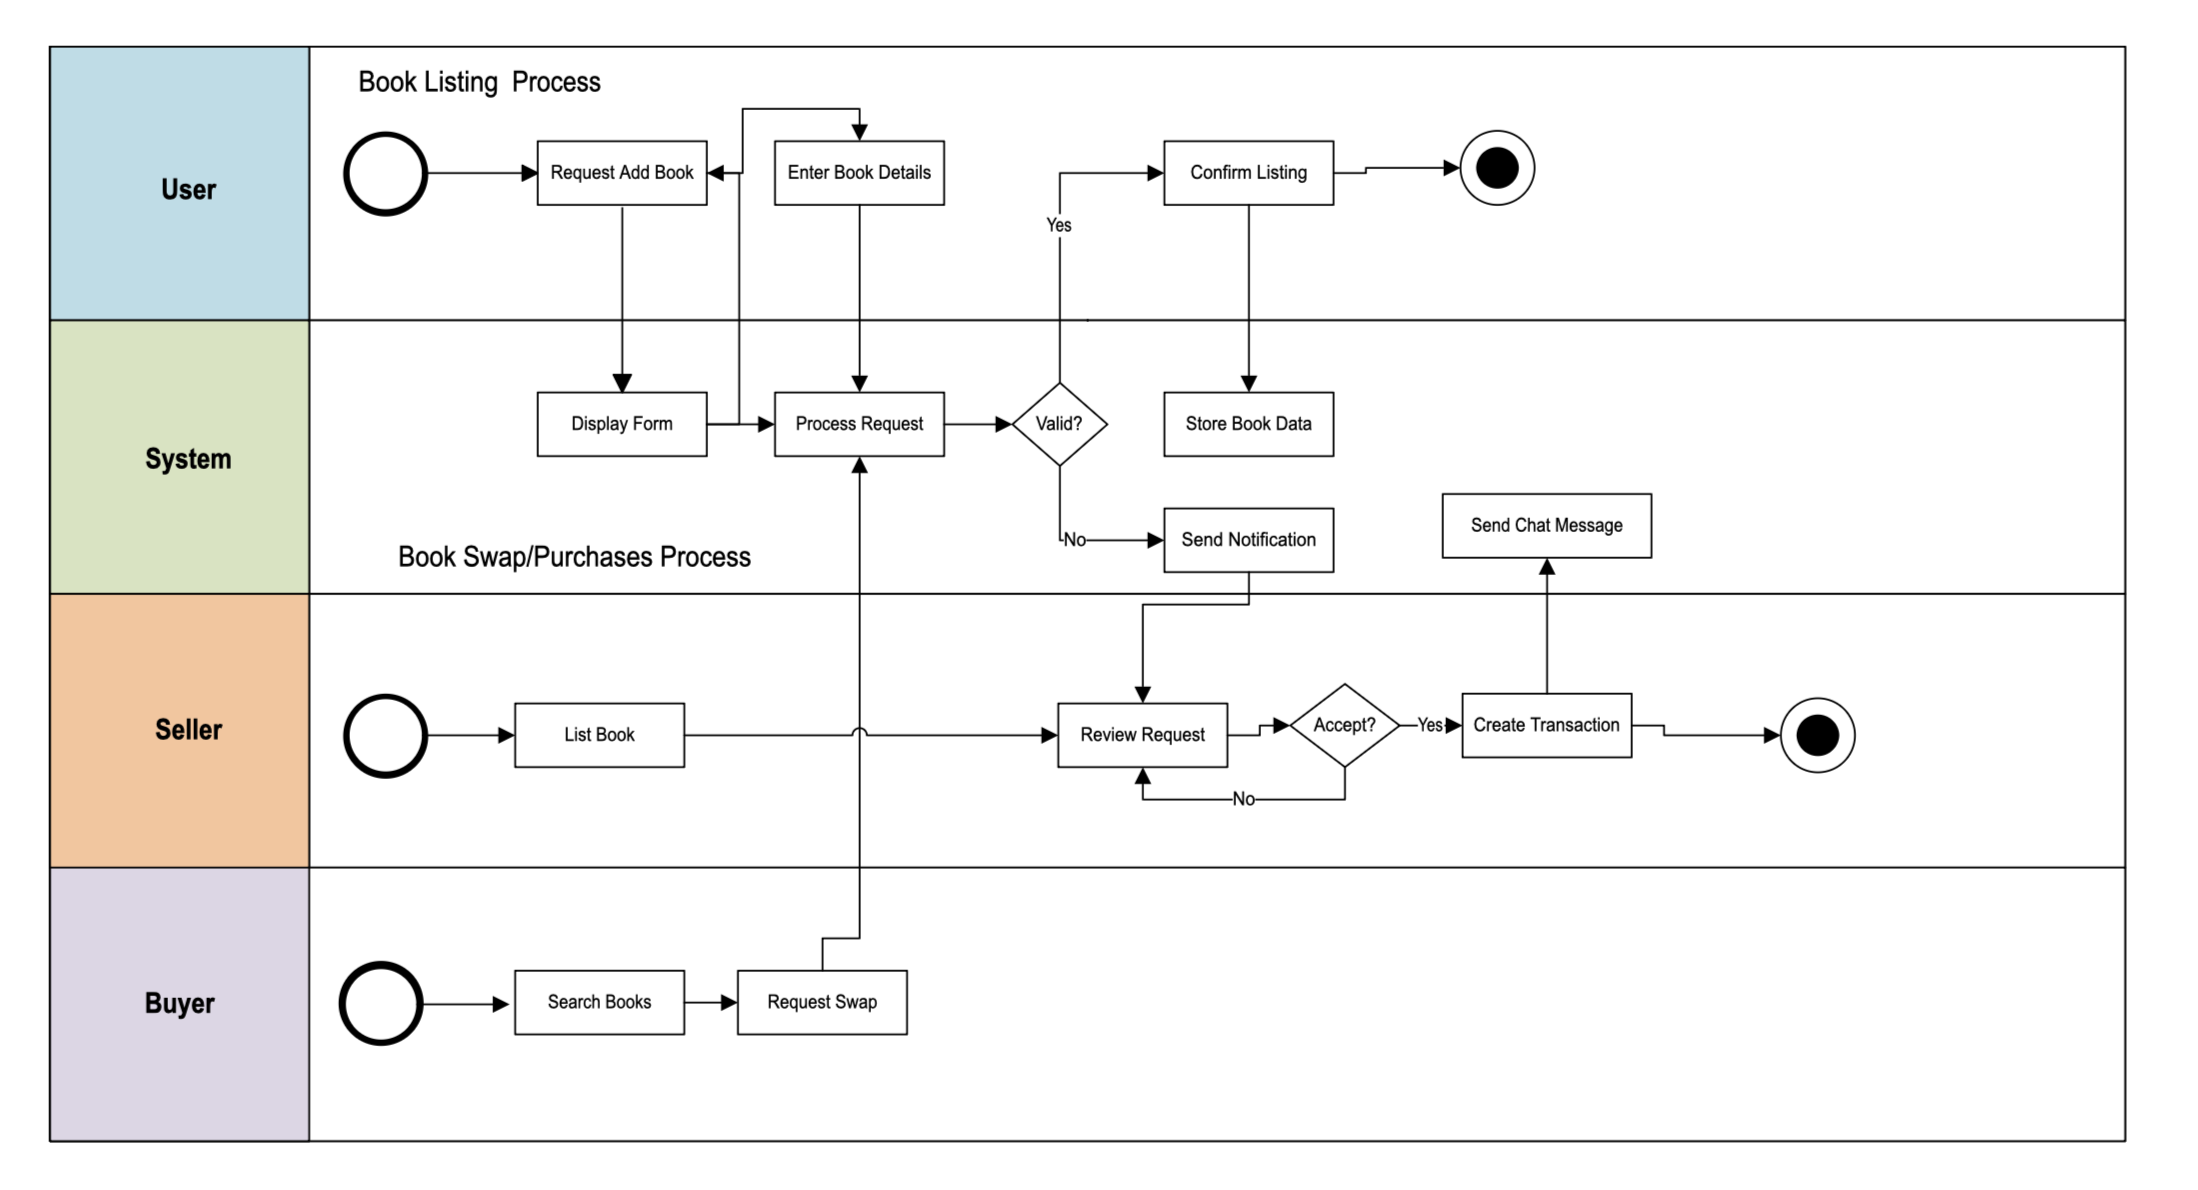 Book Listing  Process
User
Request Add Book
Enter Book Details
Confirm Listing
Yes
System
Display Form
Process Request
Valid?
Store Book Data
No
Send Notification
Send Chat Message
Book Swap/Purchases Process
Seller
List Book
Review Request
Accept?
Yes
Create Transaction
No
Buyer
Search Books
Request Swap